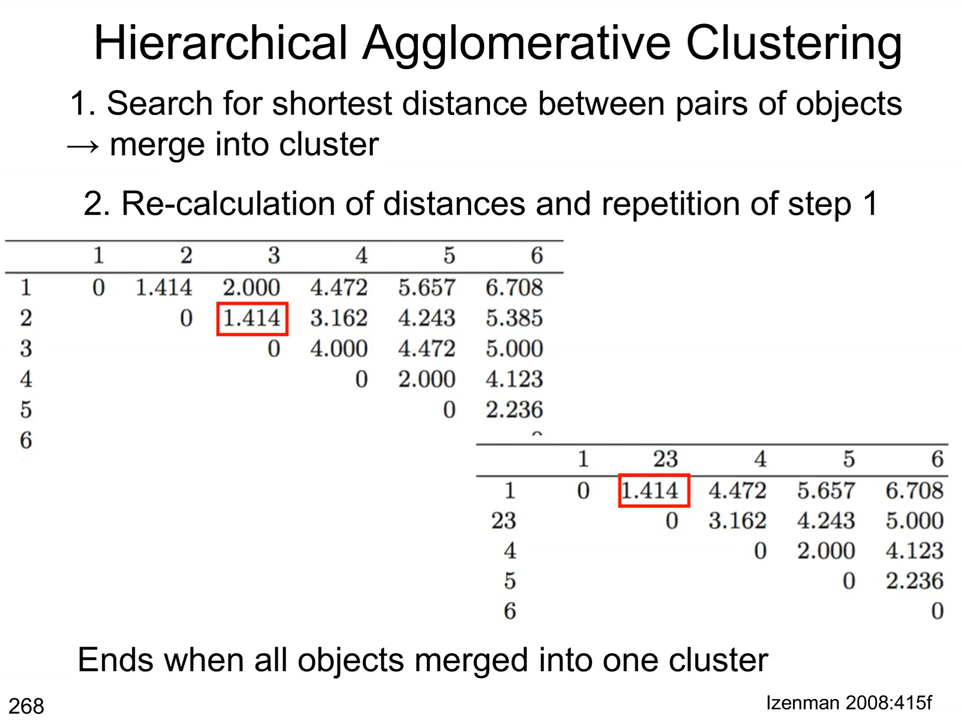 Hierarchical Agglomerative Clustering
1. Search for shortest distance between pairs of objects
→ merge into cluster
2. Re-calculation of distances and repetition of step 1
1 2 3 4 5 6
1 0 1.414 2.000 4.472 5.657 6.708
2 0 1.414 3.162 4.243 5.385
3 0 4.000 4.472 5.000
4 0 2.000 4.123
5 0 2.236
6
1 23 4 5 6
1 0 1.414 4.472 5.657 6.708
23 0 3.162 4.243 5.000
4 0 2.000 4.123
5 0 2.236
6 0
Ends when all objects merged into one cluster
268
Izenman 2008:415f